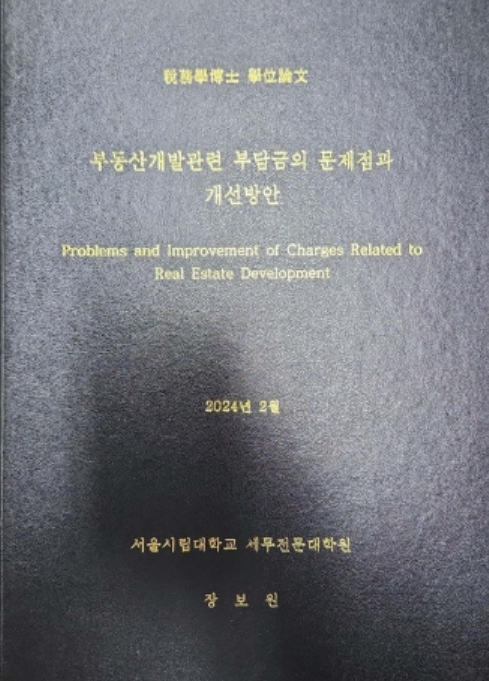 稅務學博士 學位論文
부동산개발관련 부담금의 문제점과
개선방안
Problems and Improvement of Charges Related to
Real Estate Development
2024년 2월
서울시립대학교 세무전문대학원
장 보 원